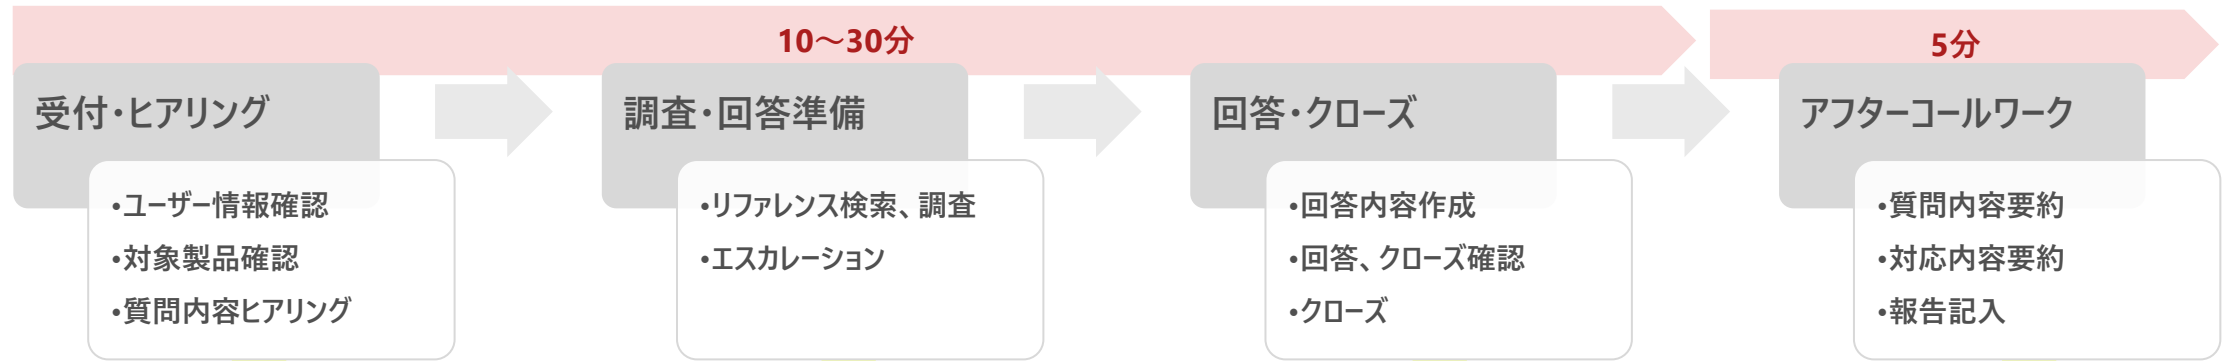 10～30分
5分
受付・ヒアリング
・ユーザー情報確認
・対象製品確認
・質問内容ヒアリング
調査・回答準備
・リファレンス検索、調査
・エスカレーション
回答・クローズ
・回答内容作成
・回答、クローズ確認
・クローズ
アフターコールワーク
・質問内容要約
・対応内容要約
・報告記入